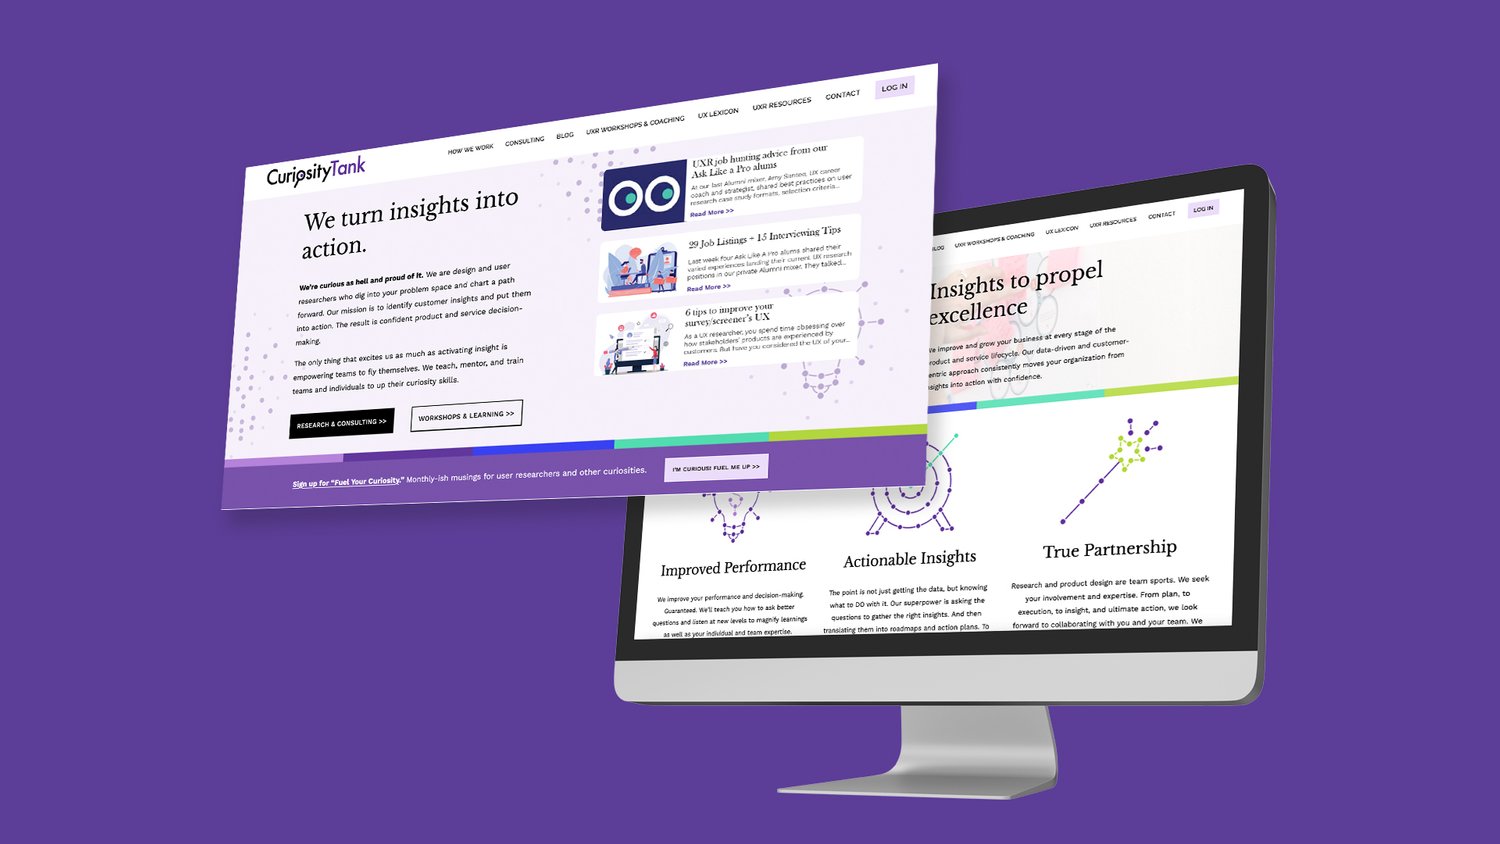 CuriosityTank
HOW WE WORK
CONSULTING
BLOG
UXR WORKSHOPS & COACHING
UX LEXICON
UXR RESOURCES
CONTACT
LOG IN
We turn insights into
action.
We're curious as hell and proud of it. We are design and user
researchers who dig into your problem space and chart a path
forward. Our mission is to identify customer insights and put them
into action. The result is confident product and service decision-
making.
The only thing that excites us as much as activating insight is
empowering teams to fly themselves. We teach, mentor, and train
teams and individuals to up their curiosity skills.
RESEARCH & CONSULTING >>
WORKSHOPS & LEARNING >>
UXR job hunting advice from our
Ask Like a Pro alums
At our last Alumni mixer, Amy Santee, UX career
coach and strategist, shared best practices on user
research case study formats, selection criteria...
Read More >>
29 Job Listings + 15 Interviewing Tips
Last week four Ask Like A Pro alums shared their
varied experiences landing their current UX research
positions in our private Alumni mixer. They talked...
Read More >>
6 tips to improve your
survey/screener's UX
As a UX researcher, you spend time obsessing over
how stakeholders' products are experienced by
customers. But have you considered the UX of your...
Read More >>
Sign up for "Fuel Your Curiosity." Monthly-ish musings for user researchers and other curiosities.
I'M CURIOUS! FUEL ME UP >>
BLOG
UXR WORKSHOPS & COACHING
UX LEXICON
UXR RESOURCES
CONTACT
LOG IN
Insights to propel
excellence
We improve and grow your business at every stage of the
product and service lifecycle. Our data-driven and customer-
centric approach consistently moves your organization from
insights into action with confidence.
Improved Performance
We improve your performance and decision-making.
Guaranteed. We'll teach you how to ask better
questions and listen at new levels to magnify learnings
as well as your individual and team expertise.
Actionable Insights
The point is not just getting the data, but knowing
what to DO with it. Our superpower is asking the
questions to gather the right insights. And then
translating them into roadmaps and action plans. To
True Partnership
Research and product design are team sports. We seek
your involvement and expertise. From plan, to
execution, to insight, and ultimate action, we look
forward to collaborating with you and your team. We